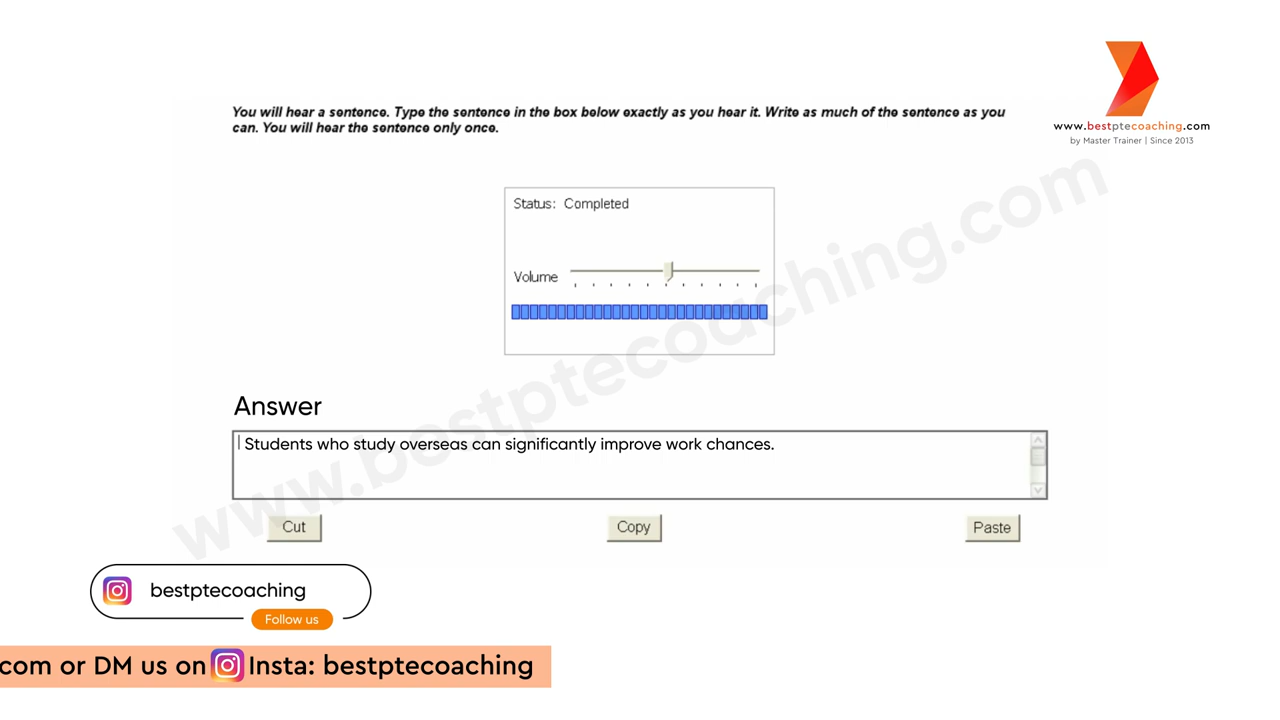 You will hear a sentence. Type the sentence in the box below exactly as you hear it. Write as much of the sentence as you
can. You will hear the sentence only once.
www.bestptecoaching.com
by Master Trainer | Since 2013
Status: Completed
Volume
www.bestptecoaching.com
Answer
Students who study overseas can significantly improve work chances.
Cut
Copy
Paste
bestptecoaching
Follow us
com or DM us on Insta: bestptecoaching